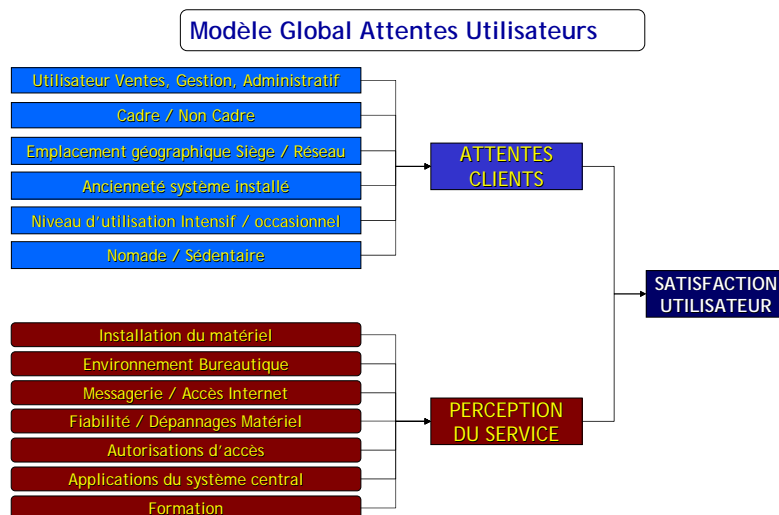 Modèle Global Attentes Utilisateurs
Utilisateur Ventes, Gestion, Administratif
Cadre / Non Cadre
Emplacement géographique Siège / Réseau
Ancienneté système installé
Niveau d'utilisation Intensif / occasionnel
Nomade / Sédentaire
ATTENTES
CLIENTS
SATISFACTION
UTILISATEUR
Installation du matériel
Environnement Bureautique
Messagerie / Accès Internet
Fiabilité / Dépannages Matériel
Autorisations d'accès
Applications du système central
Formation
PERCEPTION
DU SERVICE